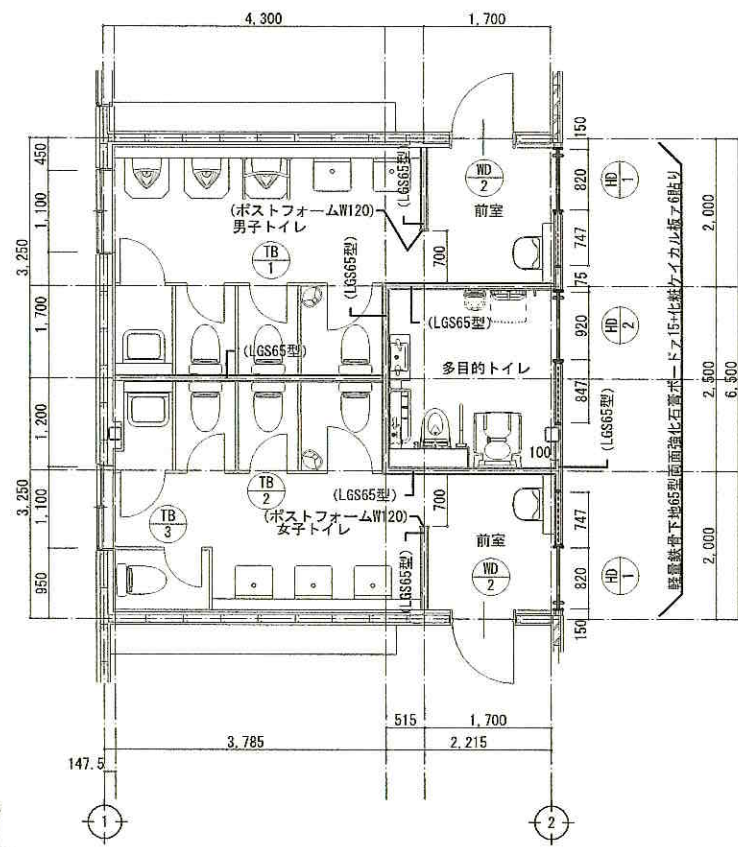 4,300
1,700
450
1,100
3,250
1,700
1,200
3,250
1,100
950
(LGS65型)
WD
2
前室
(ポストフォームW120)
男子トイレ
TB
1
700
(LGS65型)
(LGS65型)
(LGS65型)
多目的トイレ
100
(LGS65型)
(LGS65型)
TB
2
TB
3
(ポストフォームW120)
女子トイレ
700
前室
WD
2
(LGS65型)
150
820
747
75
920
847
747
820
150
HD
1
HD
2
HD
1
軽量鉄骨下地65型両面強化石膏ボードア15+化粧ケイカル板ア6貼り
2,000
2,500
2,000
6,500
515
1,700
3,785
2,215
147.5
1
2